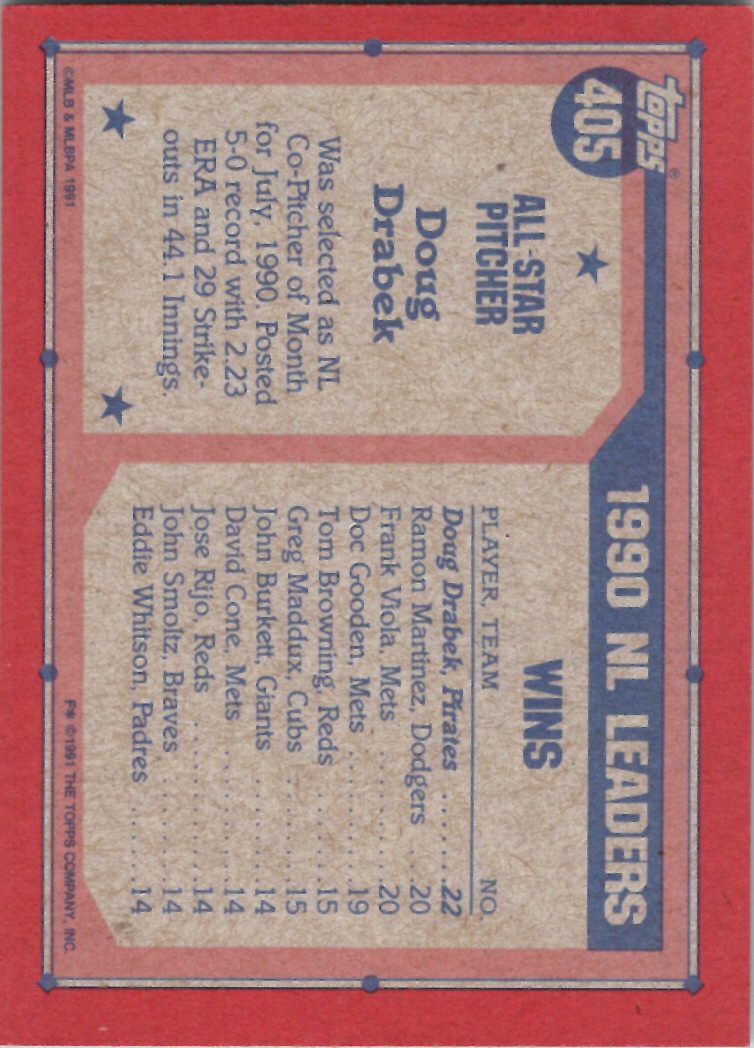 Topps®
405
ALL-STAR
PITCHER
Doug
Drabek
Was selected as NL
Co-Pitcher of Month
for July, 1990. Posted
5-0 record with 2.23
ERA and 29 Strike-
outs in 44.1 Innings.
1990 NL LEADERS
WINS
PLAYER, TEAM NO.
Doug Drabek, Pirates ........22
Ramon Martinez, Dodgers ...20
Frank Viola, Mets ..........20
Doc Gooden, Mets ..........19
Tom Browning, Reds ........15
Greg Maddux, Cubs .........15
John Burkett, Giants ........14
David Cone, Mets ..........14
Jose Rijo, Reds ............14
John Smoltz, Braves ........14
Eddie Whitson, Padres ......14
©MLB & MLBPA 1991
F* ©1991 THE TOPPS COMPANY, INC.